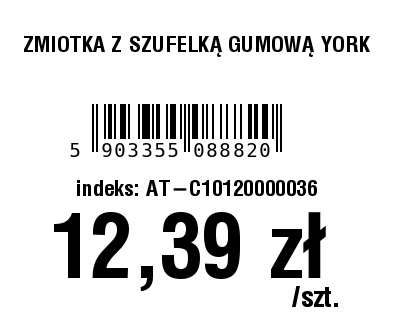 ZMIOTKA Z SZUFELKĄ GUMOWĄ YORK
5 903355 088820
indeks: AT–C10120000036
12,39 zł
/szt.